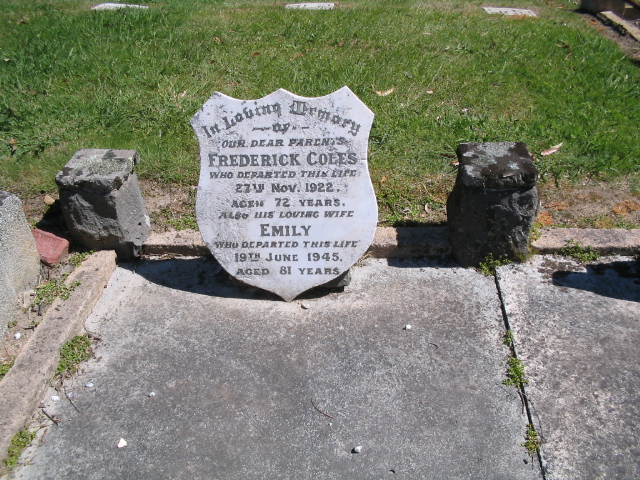 In Loving Memory
— of —
OUR DEAR PARENTS
FREDERICK COLES
WHO DEPARTED THIS LIFE
27TH NOV. 1922.
AGED 72 YEARS.
ALSO HIS LOVING WIFE
EMILY
WHO DEPARTED THIS LIFE
19TH JUNE 1945.
AGED 81 YEARS.